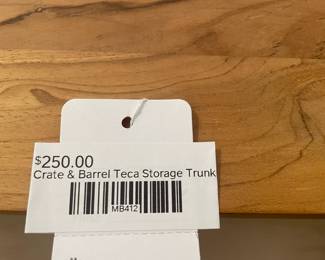 $250.00
Crate & Barrel Teca Storage Trunk
MB412